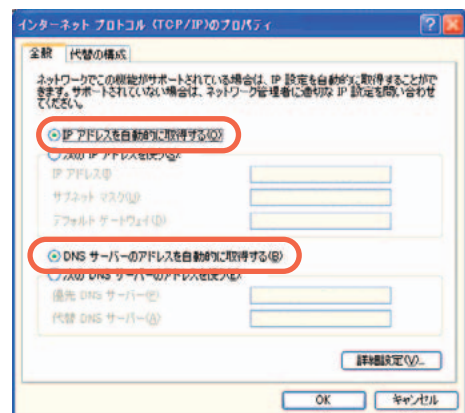 インターネット プロトコル (TCP/IP)のプロパティ
全般 代替の構成
ネットワークでこの機能がサポートされている場合は、IP 設定を自動的に取得することがで
きます。サポートされていない場合は、ネットワーク管理者に適切な IP 設定を問い合わせ
てください。
IP アドレスを自動的に取得する(O)
次の IP アドレスを使う(S):
IP アドレス(I):
サブネット マスク(U):
デフォルト ゲートウェイ(D):
DNS サーバーのアドレスを自動的に取得する(B)
次の DNS サーバーのアドレスを使う(E):
優先 DNS サーバー(P):
代替 DNS サーバー(A):
詳細設定(V)...
OK キャンセル